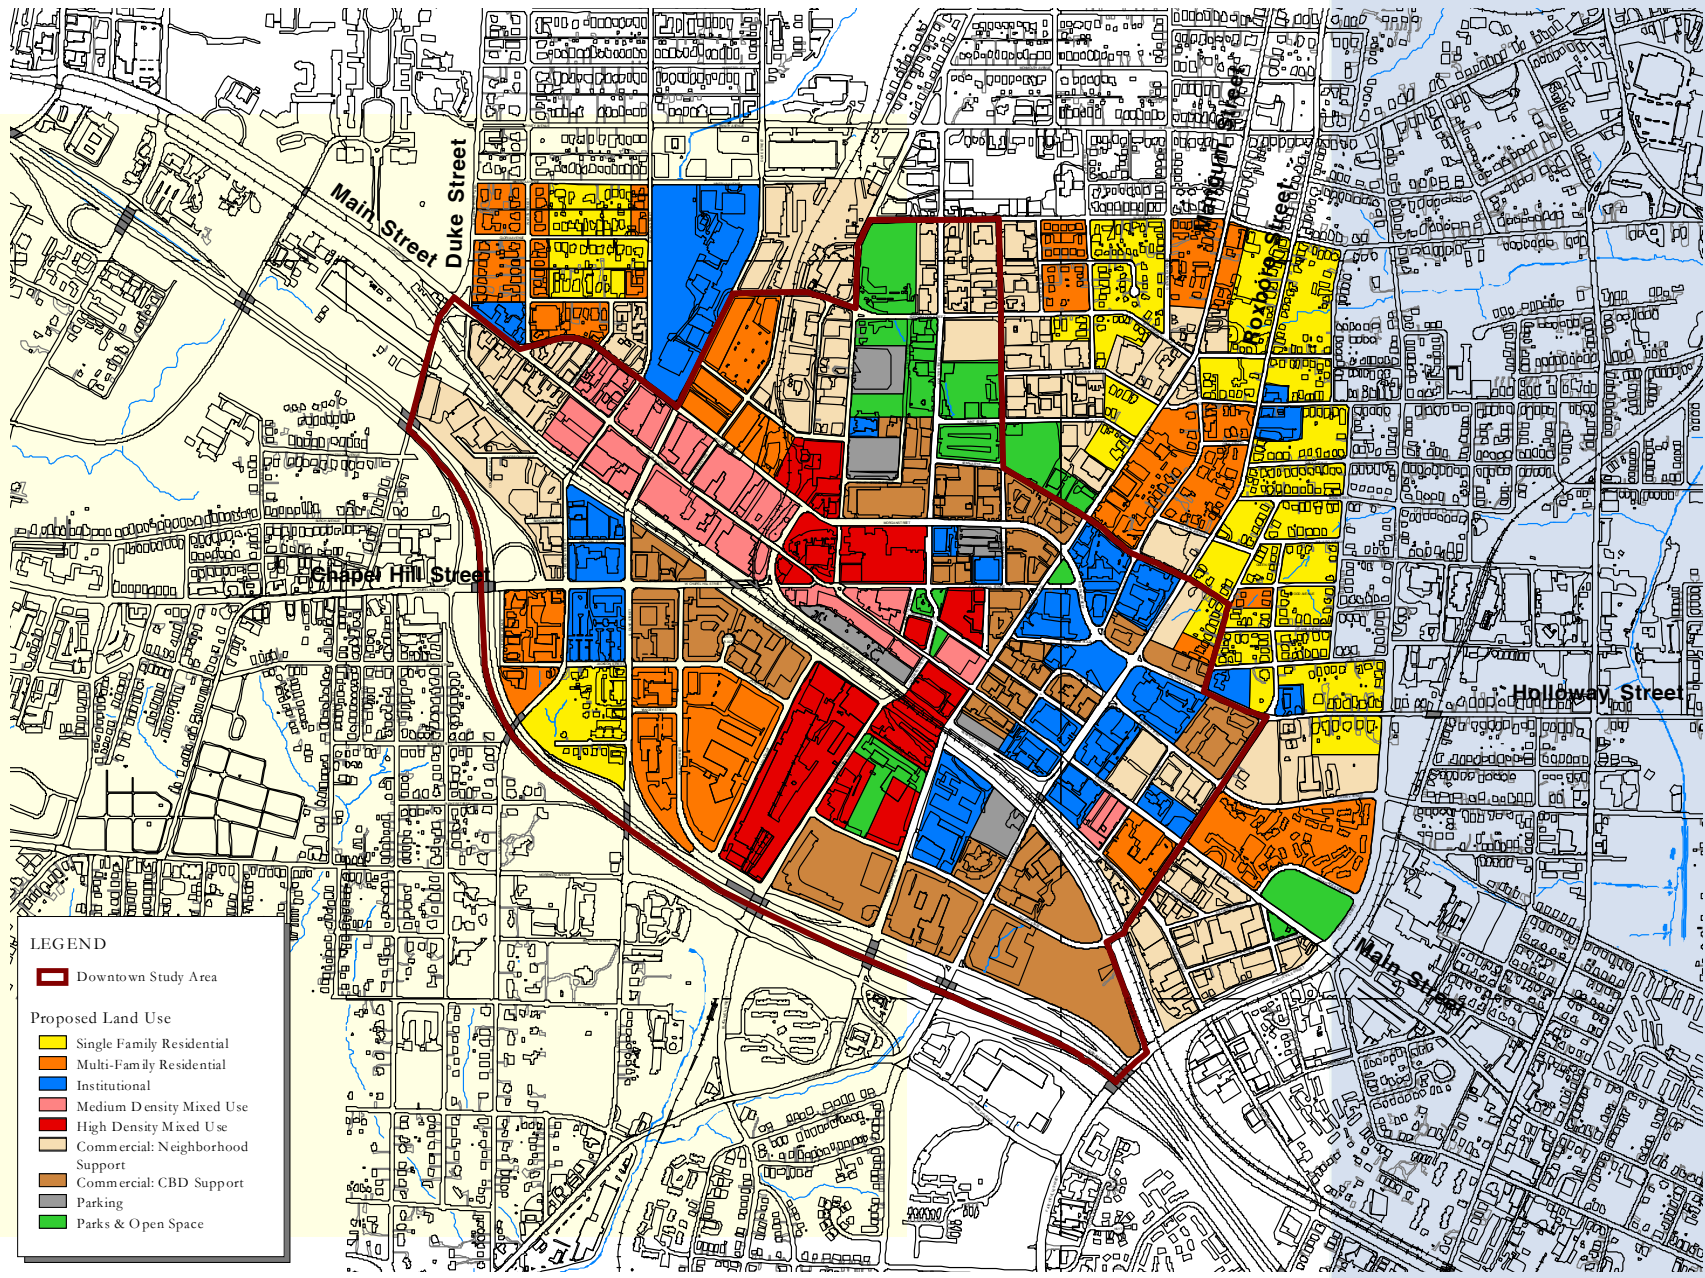 Main Street
Duke Street
Mangum Street
Roxboro Street
Chapel Hill Street
Holloway Street
Main Street
LEGEND
Downtown Study Area
Proposed Land Use
Single Family Residential
Multi-Family Residential
Institutional
Medium Density Mixed Use
High Density Mixed Use
Commercial: Neighborhood
Support
Commercial: CBD Support
Parking
Parks & Open Space